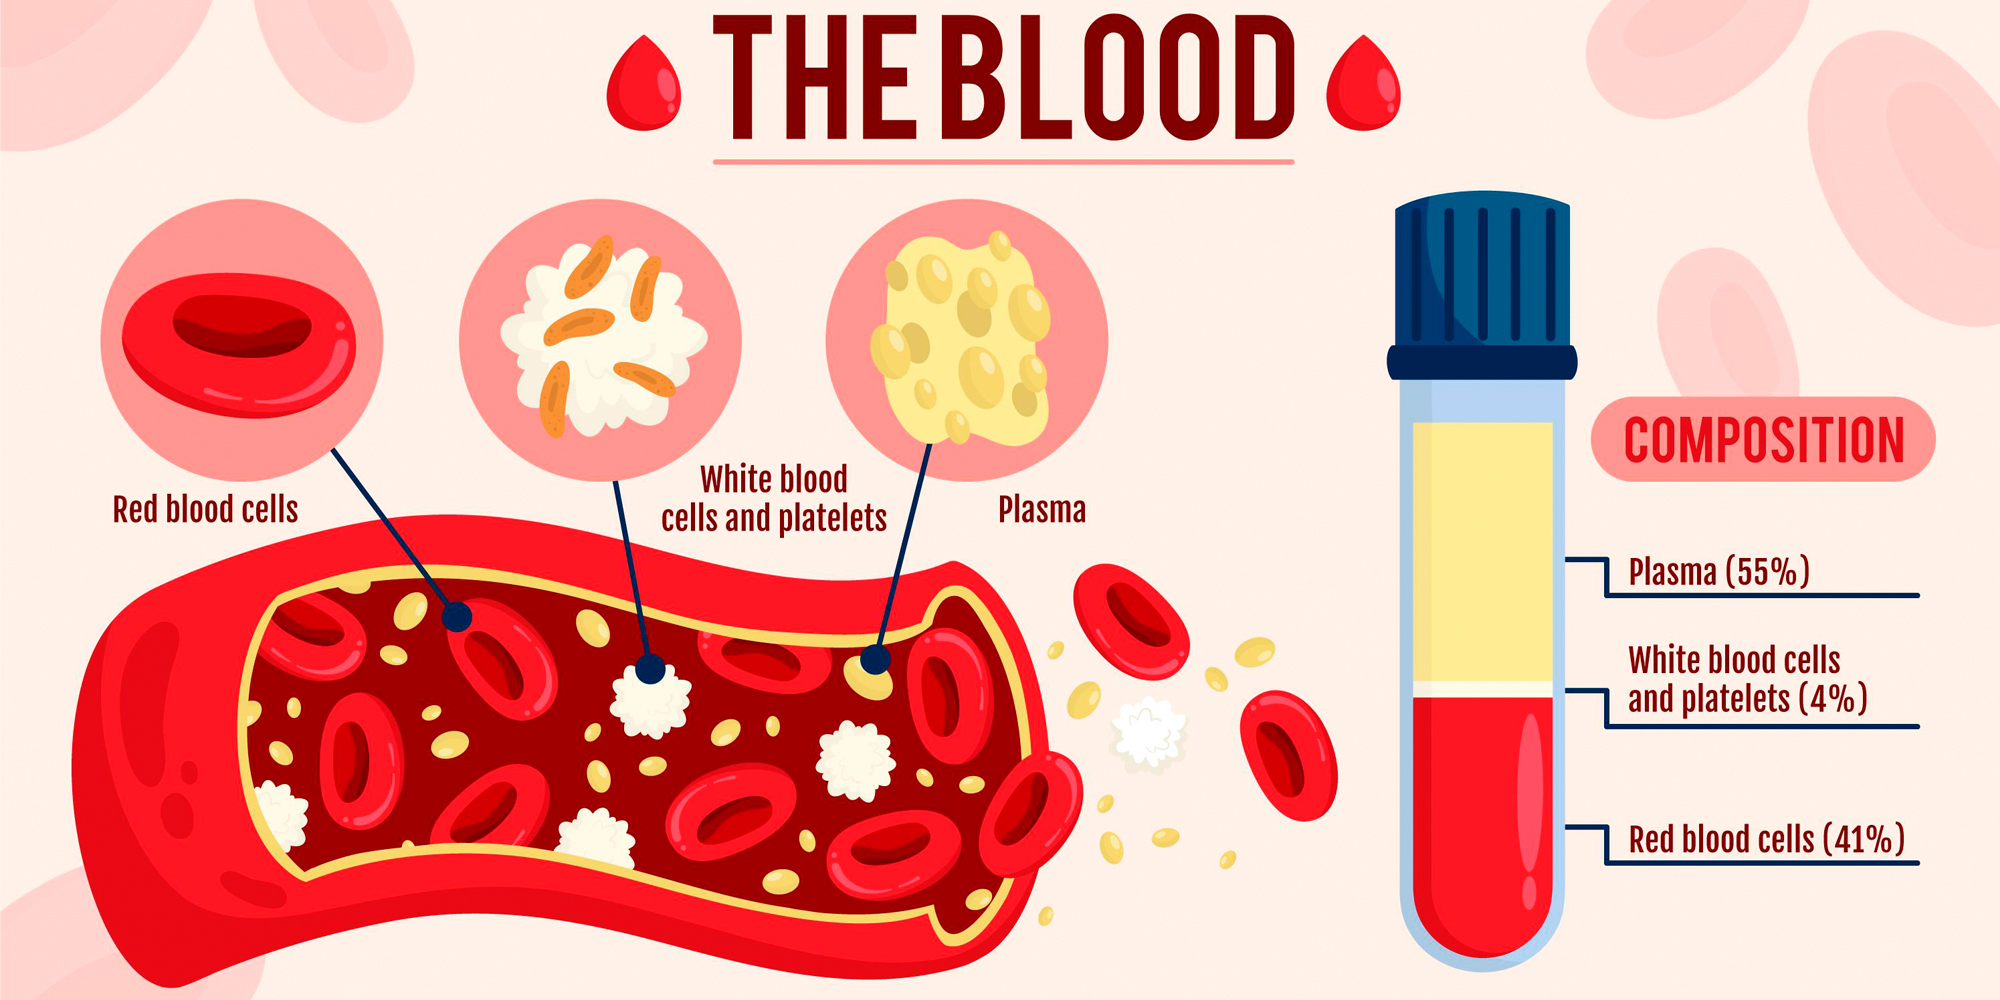 THE BLOOD
Red blood cells
White blood
cells and platelets
Plasma
COMPOSITION
Plasma (55%)
White blood cells
and platelets (4%)
Red blood cells (41%)